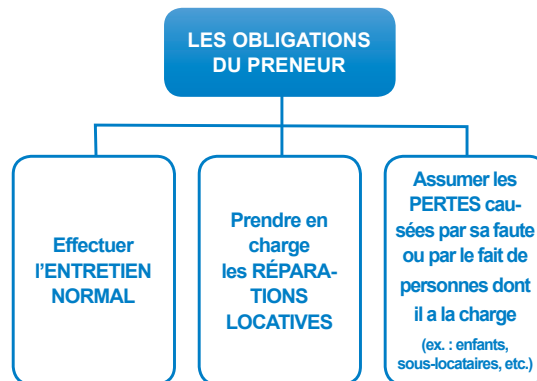 LES OBLIGATIONS
DU PRENEUR
Effectuer
l’ENTRETIEN
NORMAL
Prendre en
charge
les RÉPARA-
TIONS
LOCATIVES
Assumer les
PERTES cau-
sées par sa faute
ou par le fait de
personnes dont
il a la charge
(ex. : enfants,
sous-locataires, etc.)